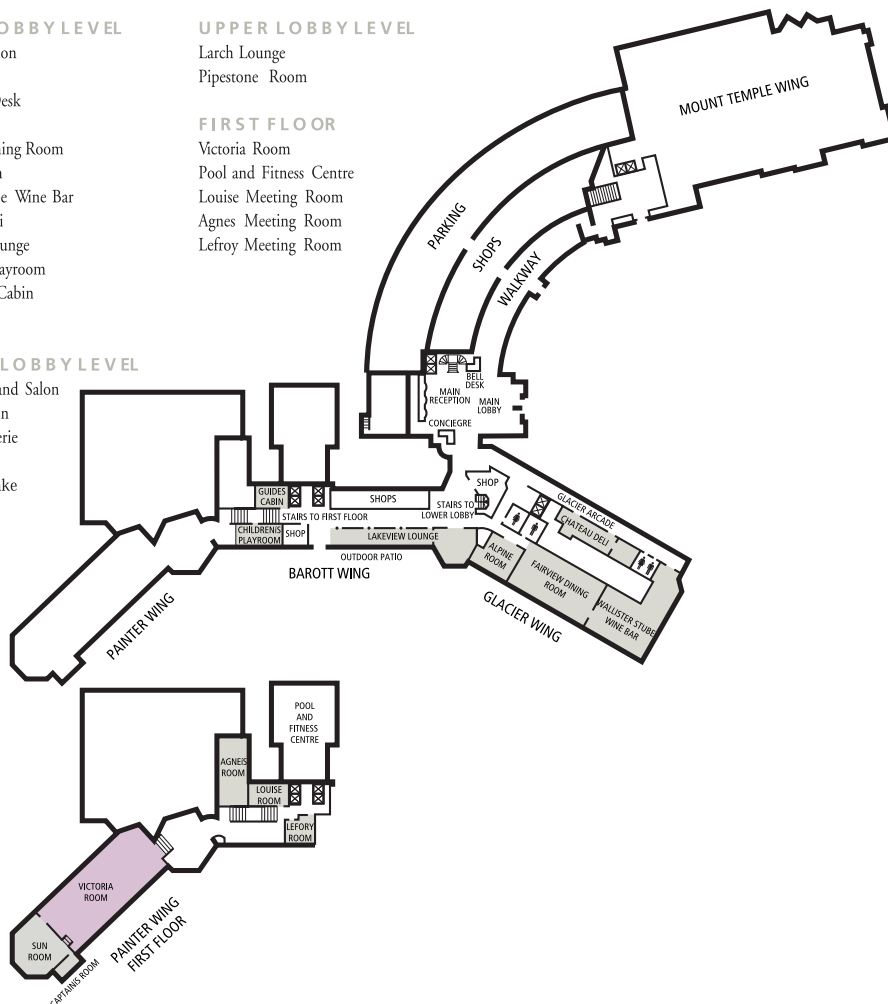 OBBY LEVEL
on
esk
ing Room
e Wine Bar
i
unge
ayroom
Cabin
LOBBY LEVEL
and Salon
n
erie
ke
UPPER LOBBY LEVEL
Larch Lounge
Pipestone Room
FIRST FLOOR
Victoria Room
Pool and Fitness Centre
Louise Meeting Room
Agnes Meeting Room
Lefroy Meeting Room
MOUNT TEMPLE WING
PARKING
SHOPS
WALKWAY
BELL
DESK
MAIN
RECEPTION
MAIN
LOBBY
CONCIEGRE
SHOP
GUIDES
CABIN
SHOPS
STAIRS TO
LOWER LOBBY
STAIRS TO FIRST FLOOR
CHILDRENíS
PLAYROOM
SHOP
LAKEVIEW LOUNGE
OUTDOOR PATIO
BAROTT WING
GLACIER ARCADE
CHATEAU DELI
ALPINE
ROOM
FAIRVIEW DINING
ROOM
WALLISTER STUBE
WINE BAR
GLACIER WING
PAINTER WING
POOL
AND
FITNESS
CENTRE
AGNEíS
ROOM
LOUISE
ROOM
LEFORY
ROOM
VICTORIA
ROOM
SUN
ROOM
PAINTER WING
FIRST FLOOR
APTAINíS ROOM